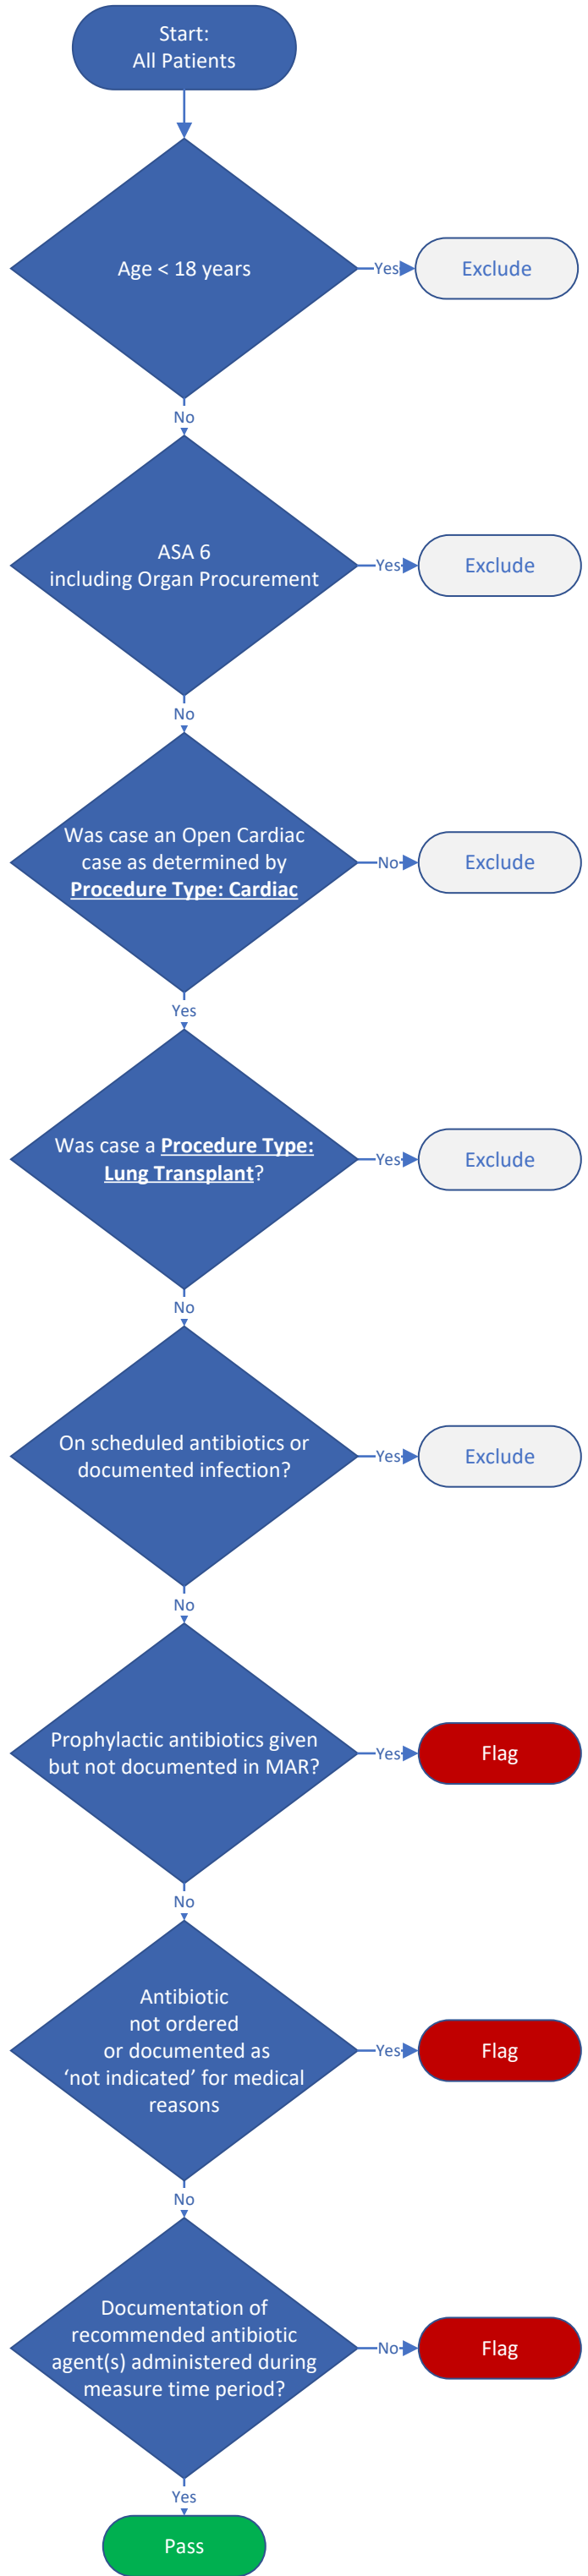 Start:
All Patients
Age < 18 years
Yes
Exclude
No
ASA 6
including Organ Procurement
Yes
Exclude
No
Was case an Open Cardiac
case as determined by
Procedure Type: Cardiac
No
Exclude
Yes
Was case a Procedure Type:
Lung Transplant?
Yes
Exclude
No
On scheduled antibiotics or
documented infection?
Yes
Exclude
No
Prophylactic antibiotics given
but not documented in MAR?
Yes
Flag
No
Antibiotic
not ordered
or documented as
‘not indicated’ for medical
reasons
Yes
Flag
No
Documentation of
recommended antibiotic
agent(s) administered during
measure time period?
No
Flag
Yes
Pass